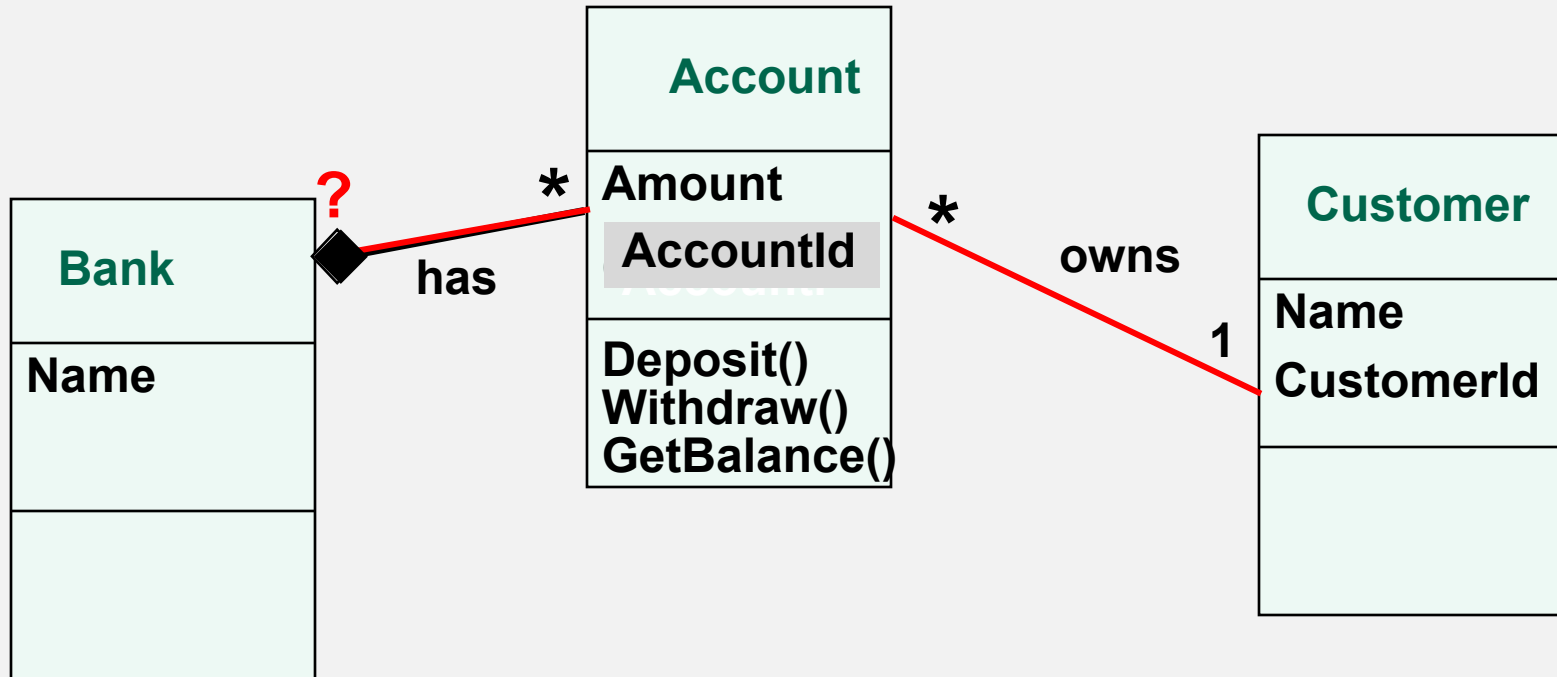 Account
Amount
AccountId
Deposit()
Withdraw()
GetBalance()
?
*
has
Bank
Name
*
owns
1
Customer
Name
CustomerId